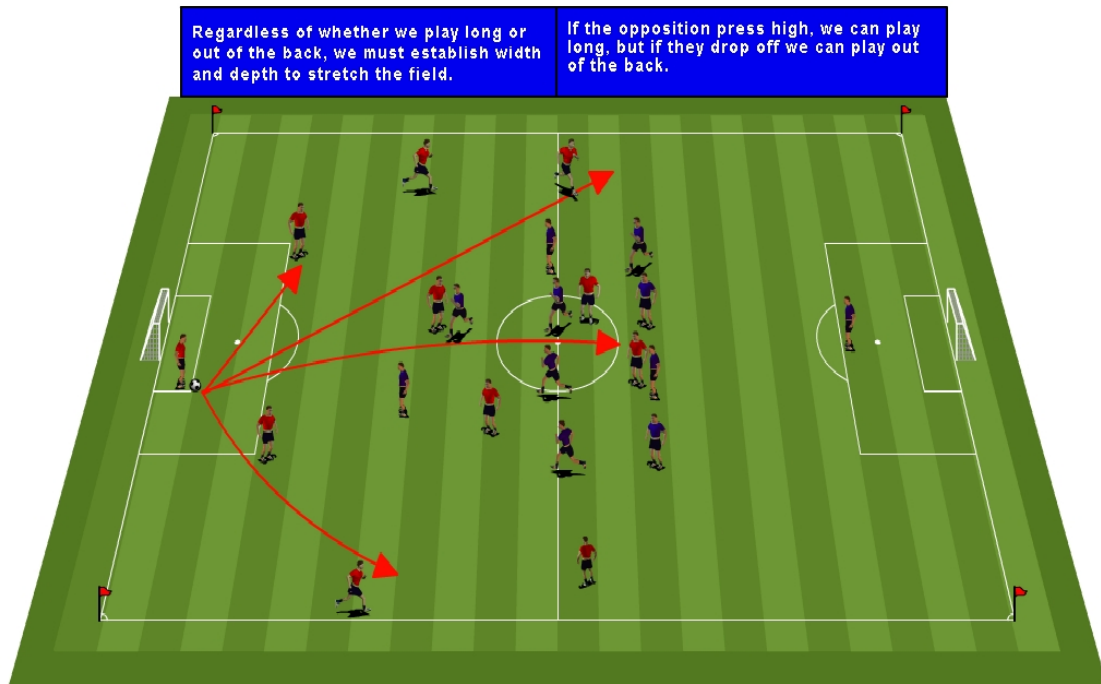 Regardless of whether we play long or
out of the back, we must establish width
and depth to stretch the field.
If the opposition press high, we can play
long, but if they drop off we can play out
of the back.